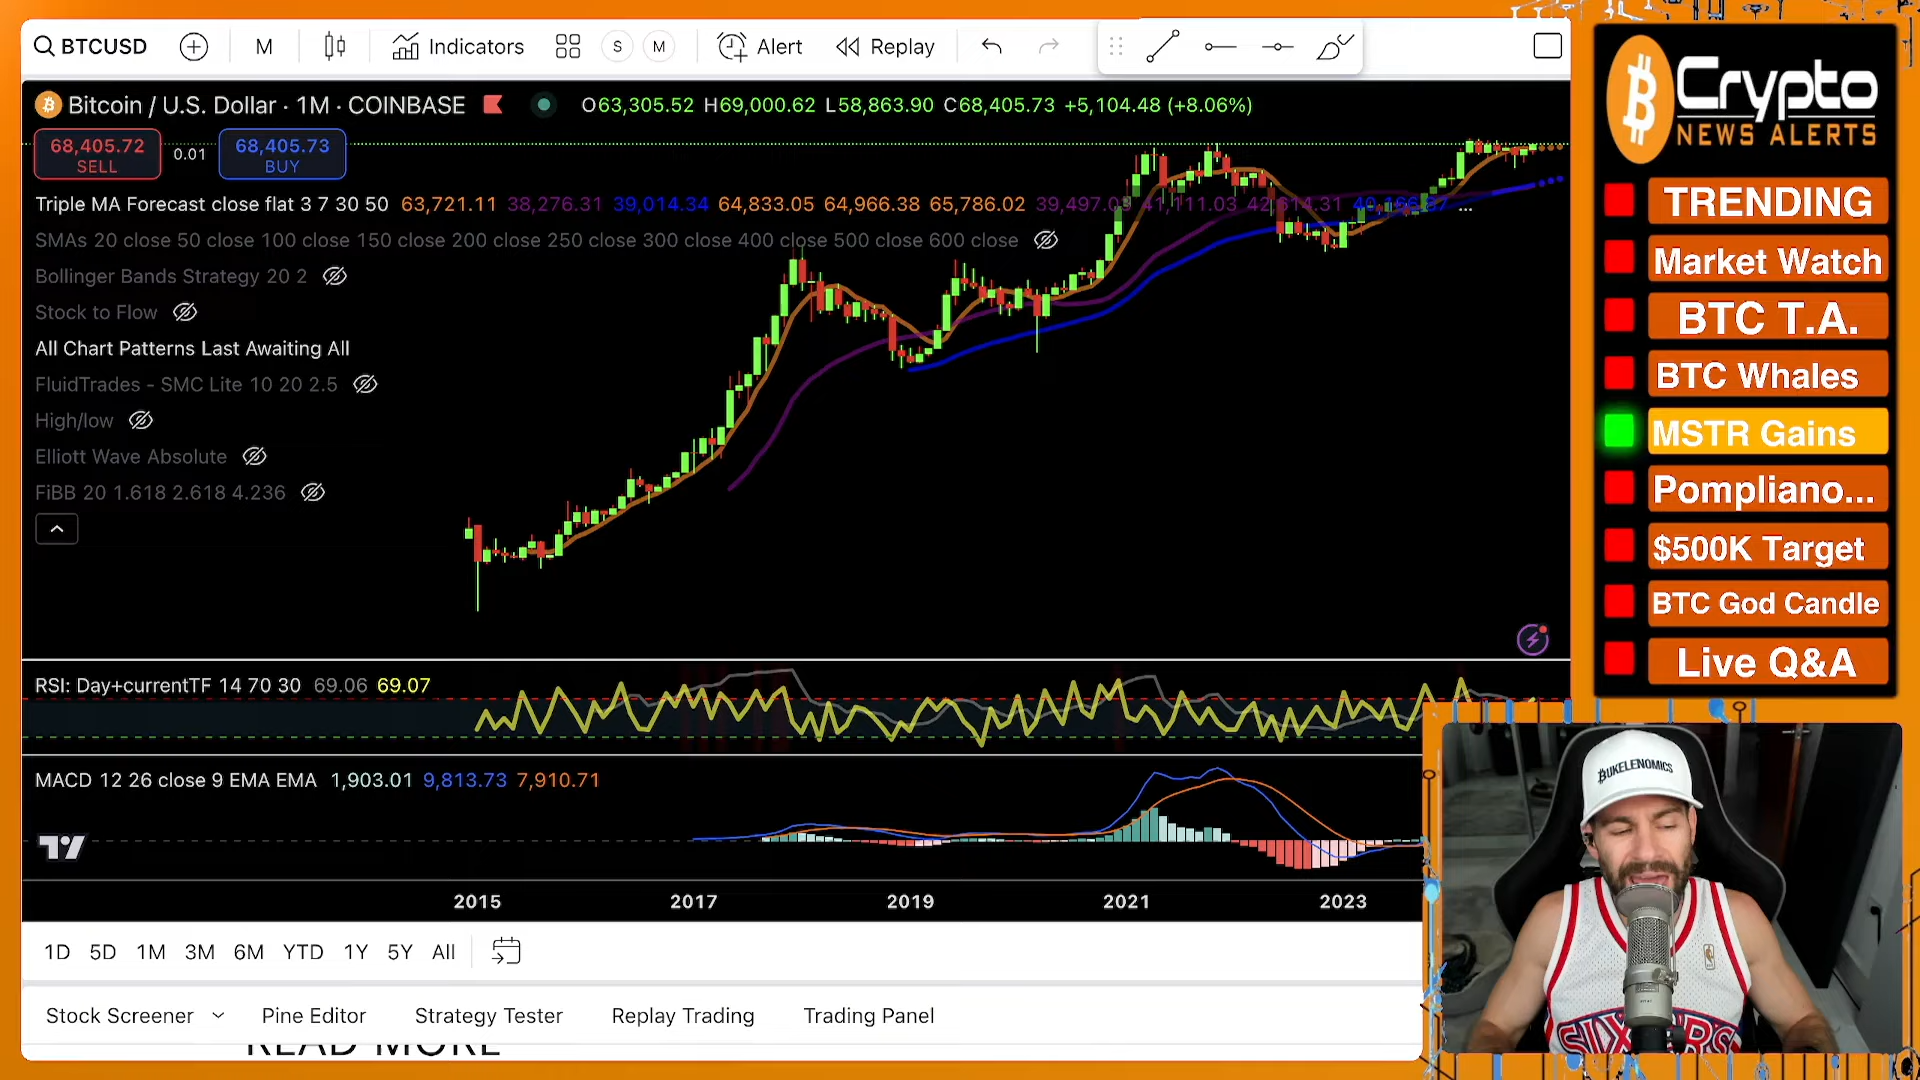 BTCUSD
M
Indicators
S
M
Alert
Replay
Bitcoin / U.S. Dollar · 1M · COINBASE
O63,305.52 H69,000.62 L58,863.90 C68,405.73 +5,104.48 (+8.06%)
68,405.72
SELL
0.01
68,405.73
BUY
Triple MA Forecast close flat 3 7 30 50 63,721.11 38,276.31 39,014.34 64,833.05 64,966.38 65,786.02
SMAs 20 close 50 close 100 close 150 close 200 close 250 close 300 close 400 close 500 close 600 close
Bollinger Bands Strategy 20 2
Stock to Flow
All Chart Patterns Last Awaiting All
FluidTrades - SMC Lite 10 20 2.5
High/low
Elliott Wave Absolute
FiBB 20 1.618 2.618 4.236
RSI: Day+currentTF 14 70 30 69.06 69.07
MACD 12 26 close 9 EMA EMA 1,903.01 9,813.73 7,910.71
2015 2017 2019 2021 2023
1D 5D 1M 3M 6M YTD 1Y 5Y All
Stock Screener Pine Editor Strategy Tester Replay Trading Trading Panel
READ MORE
Crypto
NEWS ALERTS
TRENDING
Market Watch
BTC T.A.
BTC Whales
MSTR Gains
Pompliano...
$500K Target
BTC God Candle
Live Q&A
BUKELENOMICS
SIXERS